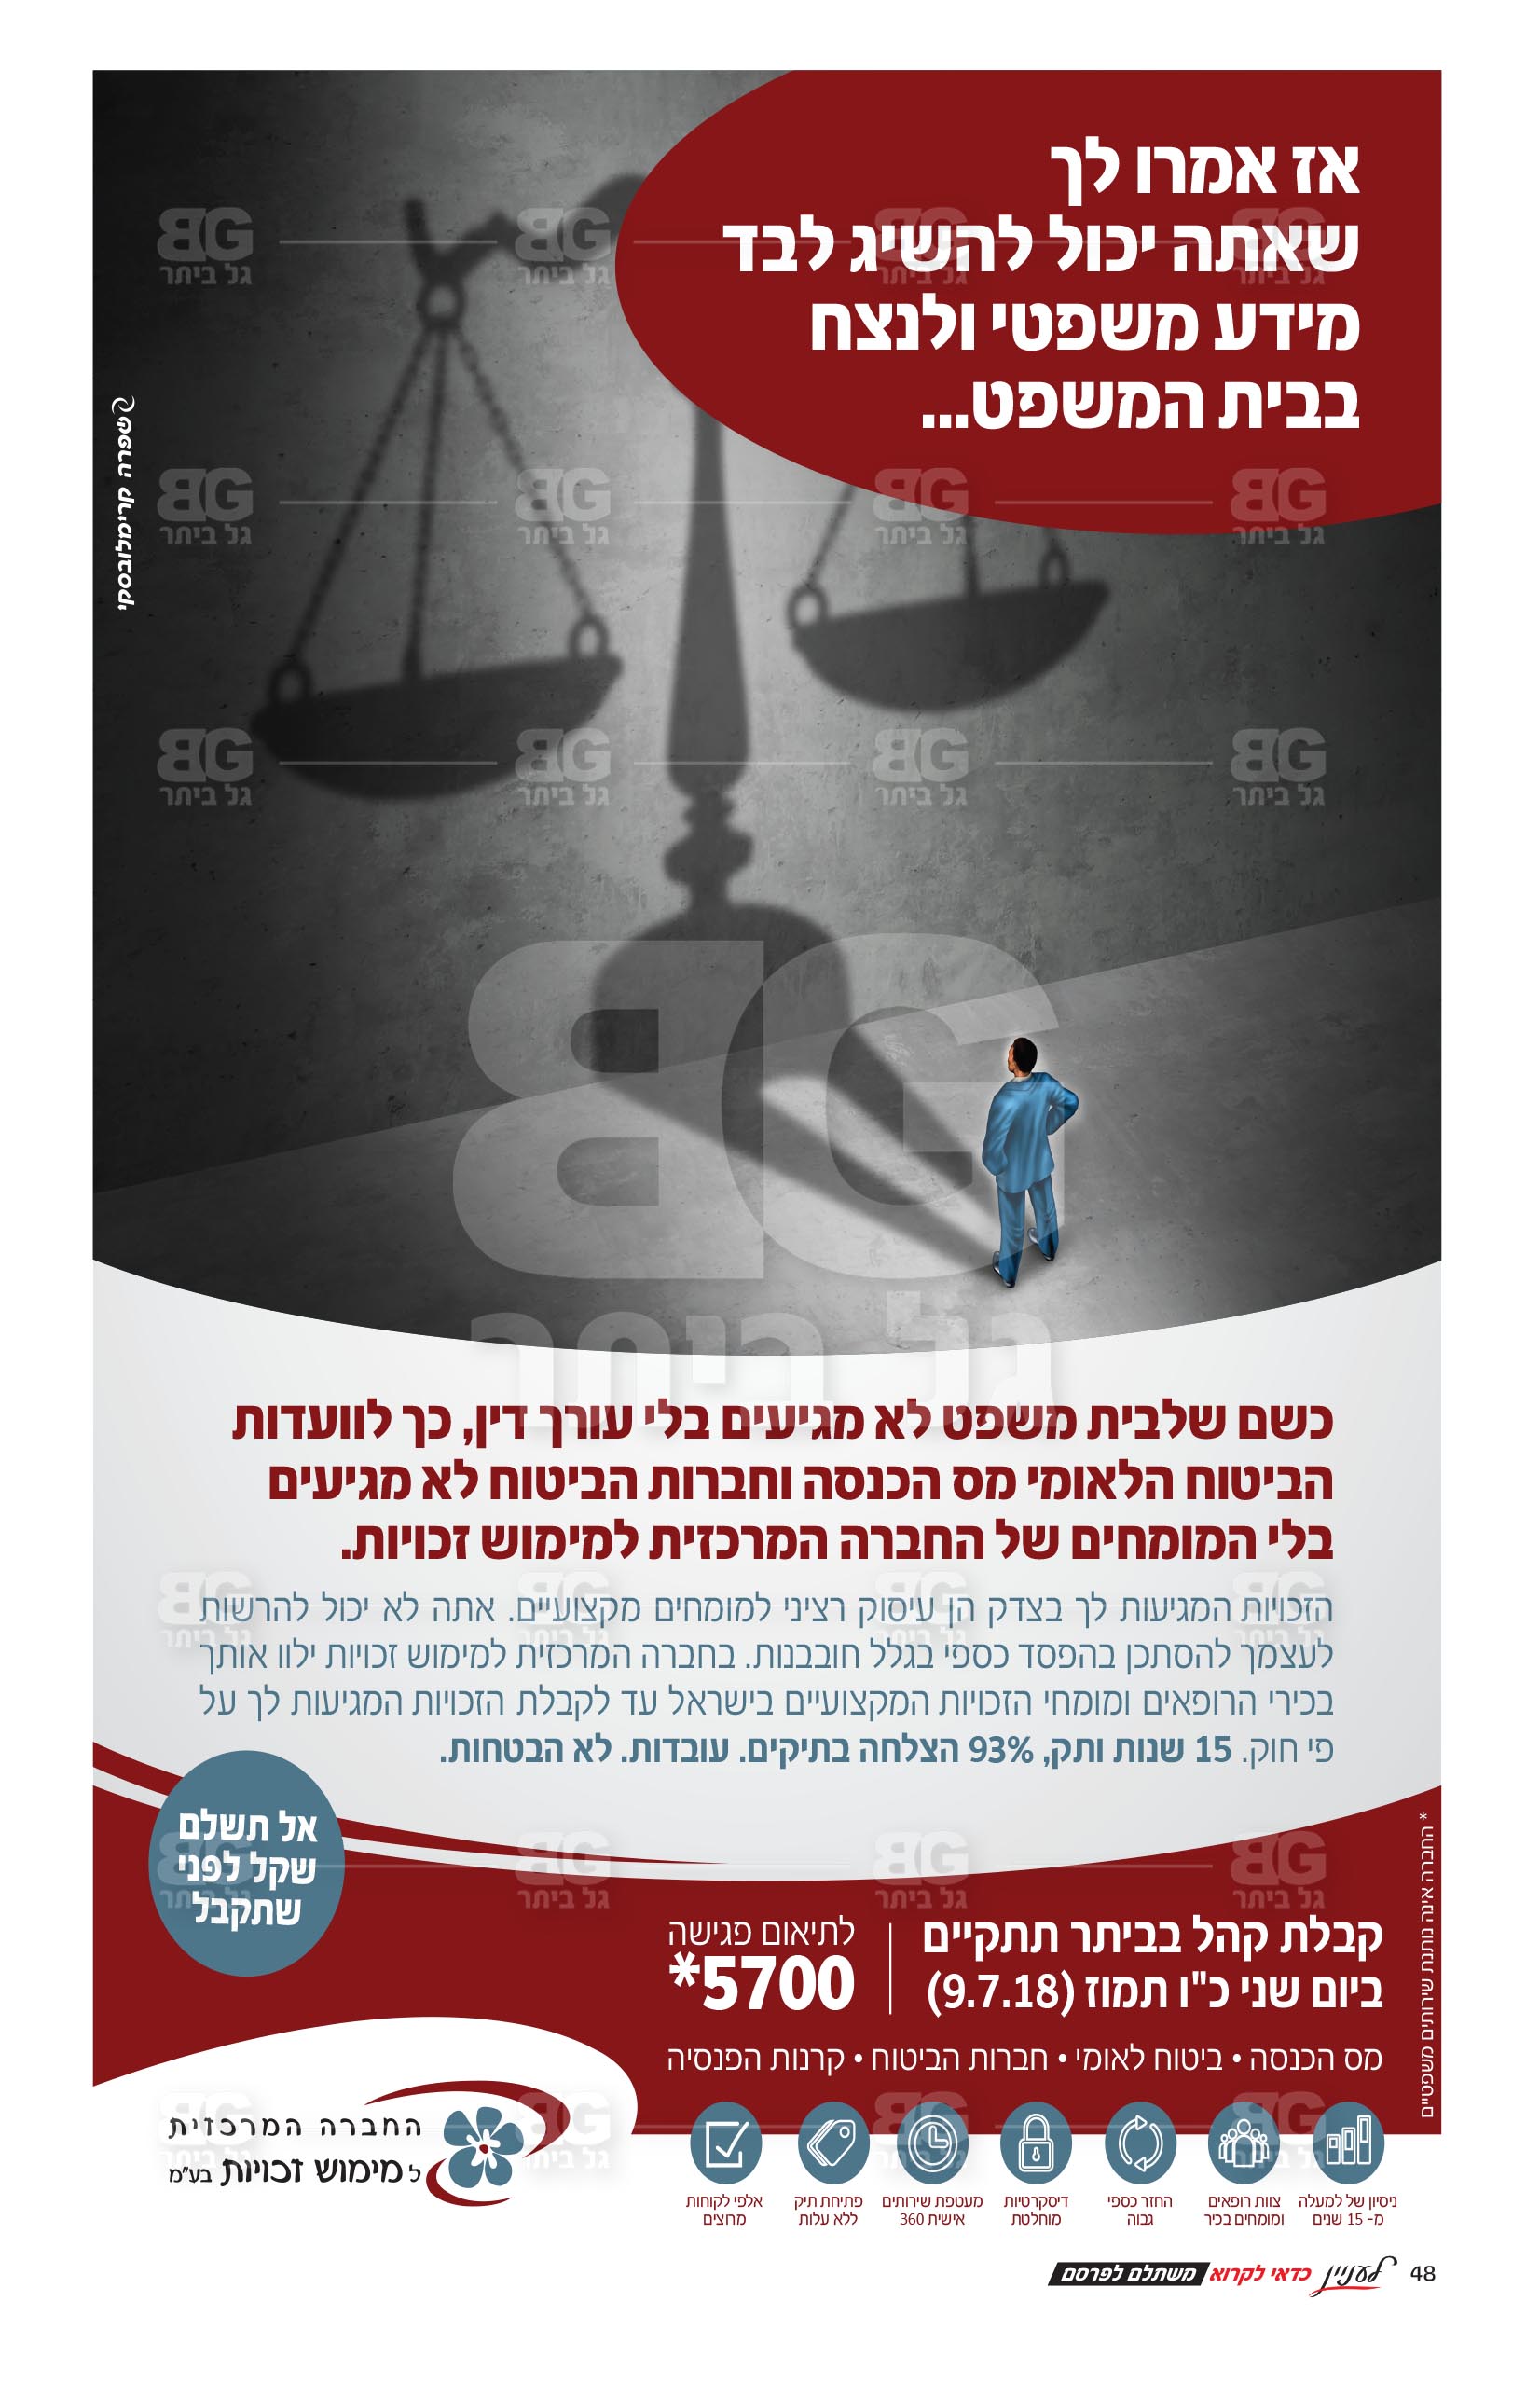 אז אמרו לך
שאתה יכול להשיג לבד
מידע משפטי ולנצח
בבית המשפט...
שפרה קרימלובסקי
כשם שלבית משפט לא מגיעים בלי עורך דין, כך לוועדות
הביטוח הלאומי מס הכנסה וחברות הביטוח לא מגיעים
בלי המומחים של החברה המרכזית למימוש זכויות.
הזכויות המגיעות לך בצדק הן עיסוק רציני למומחים מקצועיים. אתה לא יכול להרשות
לעצמך להסתכן בהפסד כספי בגלל חובבנות. בחברה המרכזית למימוש זכויות ילוו אותך
בכירי הרופאים ומומחי הזכויות המקצועיים בישראל עד לקבלת הזכויות המגיעות לך על
פי חוק. 15 שנות ותק, 93% הצלחה בתיקים. עובדות. לא הבטחות.
אל תשלם
שקל לפני
שתקבל
קבלת קהל בביתר תתקיים
ביום שני כ"ו תמוז (9.7.18)
לתיאום פגישה
*5700
מס הכנסה • ביטוח לאומי • חברות הביטוח • קרנות הפנסיה
* החברה אינה נותנת שירותים משפטיים
ניסיון של למעלה
מ- 15 שנים
צוות רופאים
ומומחים בכיר
החזר כספי
גבוה
דיסקרטיות
מוחלטת
מעטפת שירותים
אישית 360
פתיחת תיק
ללא עלות
אלפי לקוחות
מרוצים
החברה המרכזית
למימוש זכויות בע"מ
48 לעניין כדאי לקרוא משתלם לפרסם
BG
גל ביתר